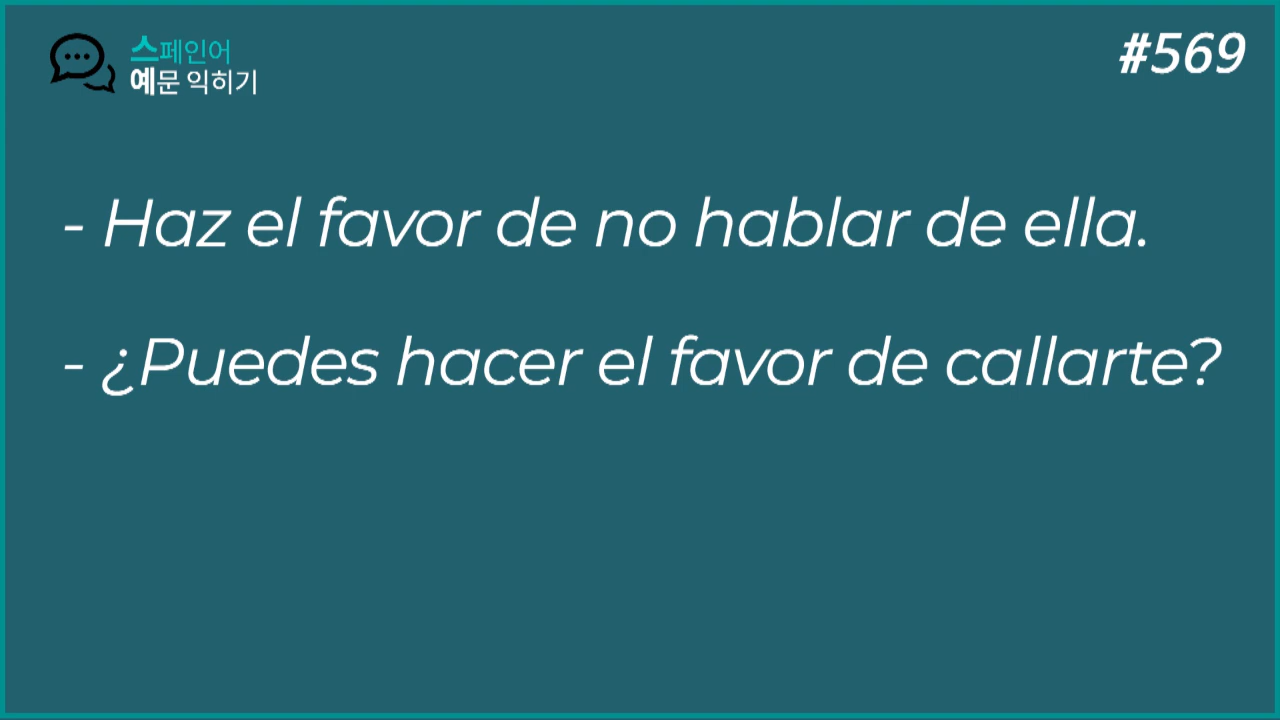 스페인어
예문 익히기
#569
- Haz el favor de no hablar de ella.
- ¿Puedes hacer el favor de callarte?